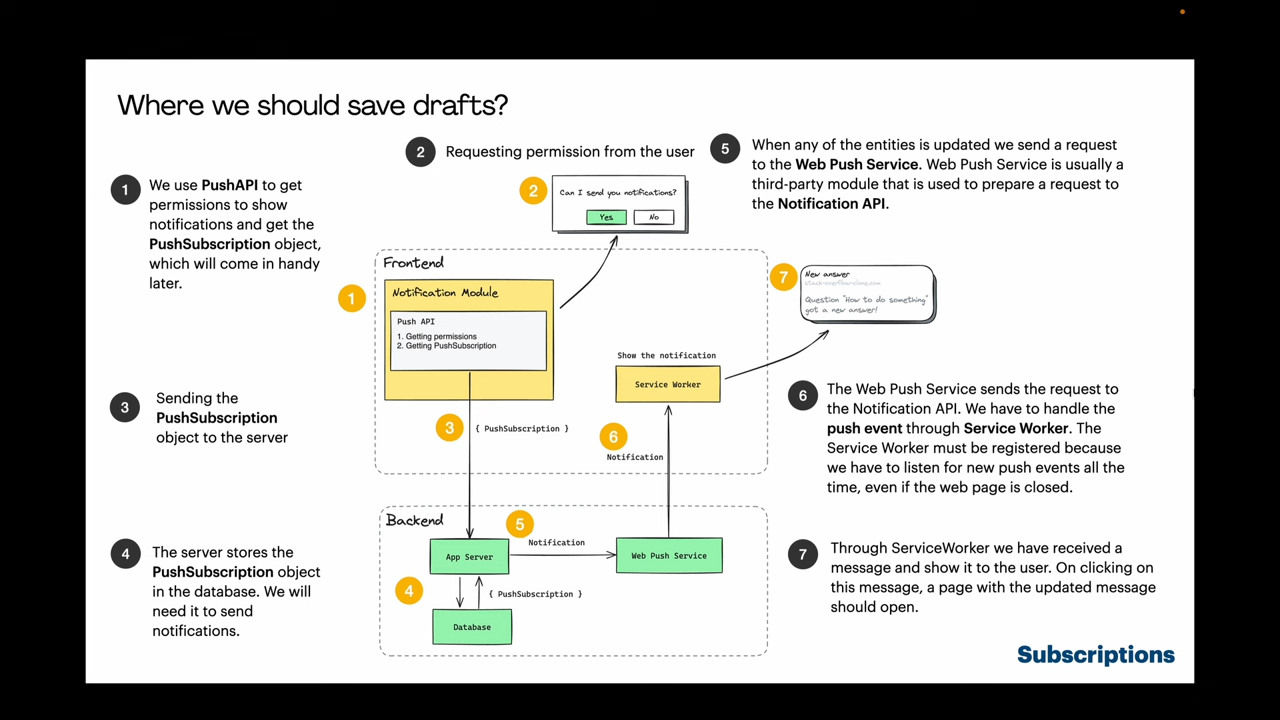 Where we should save drafts?
1
We use PushAPI to get
permissions to show
notifications and get the
PushSubscription object,
which will come in handy
later.
2
Requesting permission from the user
2
Can I send you notifications?
Yes
No
5
When any of the entities is updated we send a request
to the Web Push Service. Web Push Service is usually a
third-party module that is used to prepare a request to
the Notification API.
Frontend
1
Notification Module
Push API
1. Getting permissions
2. Getting PushSubscription
7
New answer
stack-overflow-clone.com
Question "How to do something"
got a new answer!
Show the notification
Service Worker
3
Sending the
PushSubscription
object to the server
3
{ PushSubscription }
6
Notification
6
The Web Push Service sends the request to
the Notification API. We have to handle the
push event through Service Worker. The
Service Worker must be registered because
we have to listen for new push events all the
time, even if the web page is closed.
Backend
5
Notification
App Server
Web Push Service
4
{ PushSubscription }
Database
4
The server stores the
PushSubscription object
in the database. We will
need it to send
notifications.
7
Through ServiceWorker we have received a
message and show it to the user. On clicking on
this message, a page with the updated message
should open.
Subscriptions